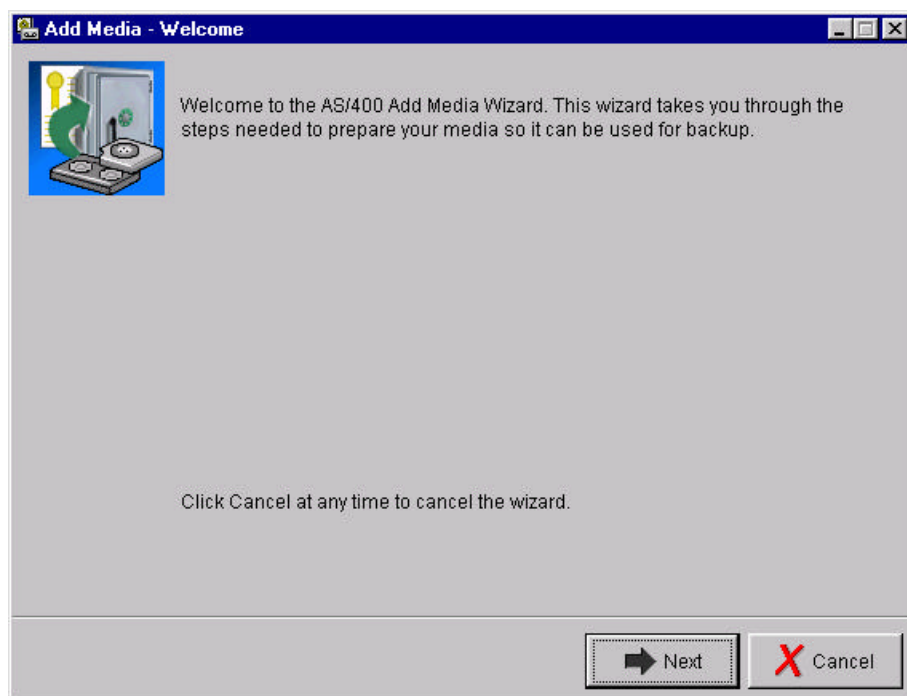 Add Media - Welcome
Welcome to the AS/400 Add Media Wizard. This wizard takes you through the
steps needed to prepare your media so it can be used for backup.
Click Cancel at any time to cancel the wizard.
Next
Cancel